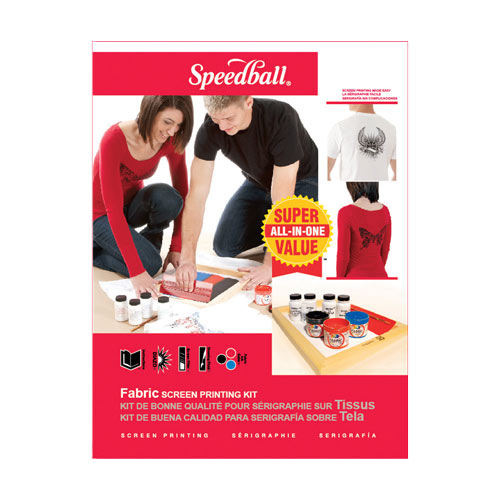 Speedball®
SCREEN PRINTING MADE EASY
LA SÉRIGRAPHIE FACILE
SERIGRAFÍA SIN COMPLICACIONES
SUPER
ALL-IN-ONE
VALUE
Fabric SCREEN PRINTING KIT
KIT DE BONNE QUALITÉ POUR SÉRIGRAPHIE SUR Tissus
KIT DE BUENA CALIDAD PARA SERIGRAFÍA SOBRE Tela
SCREEN PRINTING SÉRIGRAPHIE SERIGRAFÍA